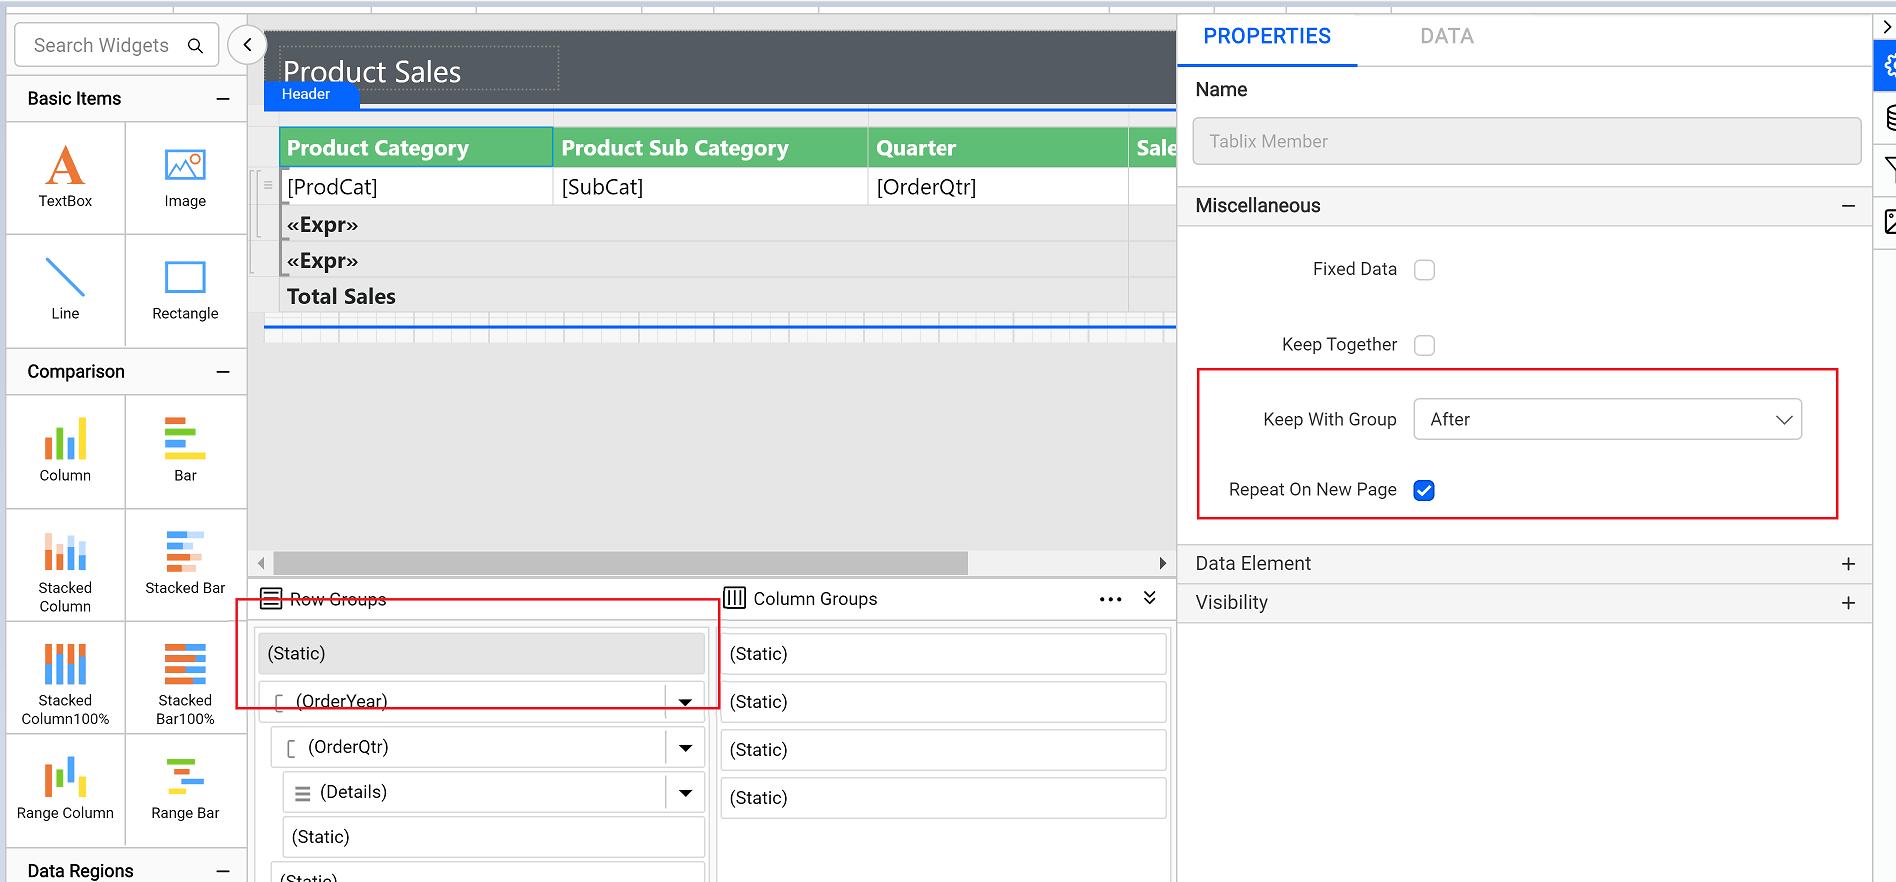 Search Widgets
Basic Items
TextBox
Image
Line
Rectangle
Comparison
Column
Bar
Stacked
Column
Stacked Bar
Stacked
Column100%
Stacked
Bar100%
Range Column
Range Bar
Data Regions
Product Sales
Header
Product Category
Product Sub Category
Quarter
Sale
[ProdCat]
[SubCat]
[OrderQtr]
«Expr»
«Expr»
Total Sales
Row Groups
(Static)
(OrderYear)
(OrderQtr)
(Details)
(Static)
(Static)
Column Groups
(Static)
(Static)
(Static)
(Static)
PROPERTIES
DATA
Name
Tablix Member
Miscellaneous
Fixed Data
Keep Together
Keep With Group
After
Repeat On New Page
Data Element
Visibility